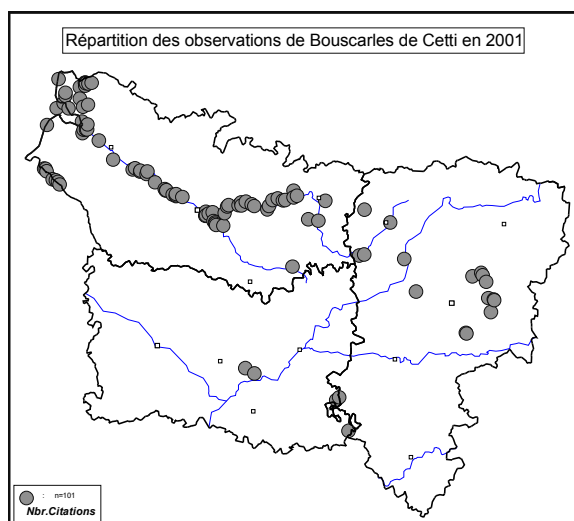 Répartition des observations de Bouscarles de Cetti en 2001
: n=101
Nbr.Citations